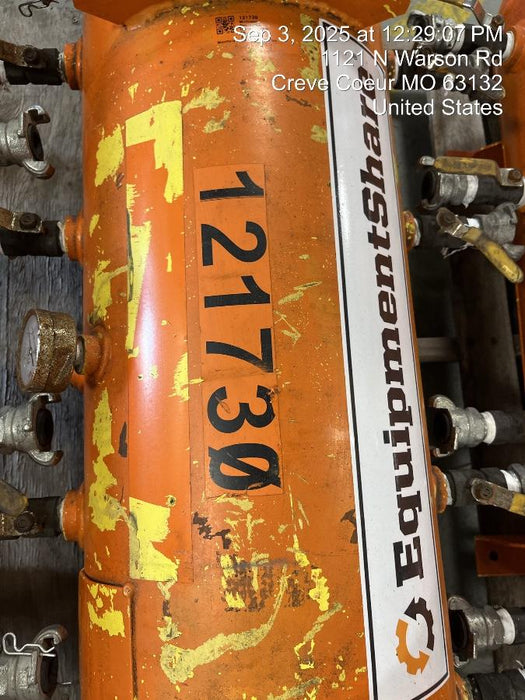 Sep 3, 2025 at 12:29:07 PM
1121 N Warson Rd
Creve Coeur MO 63132
United States
121730
121730
EquipmentShare